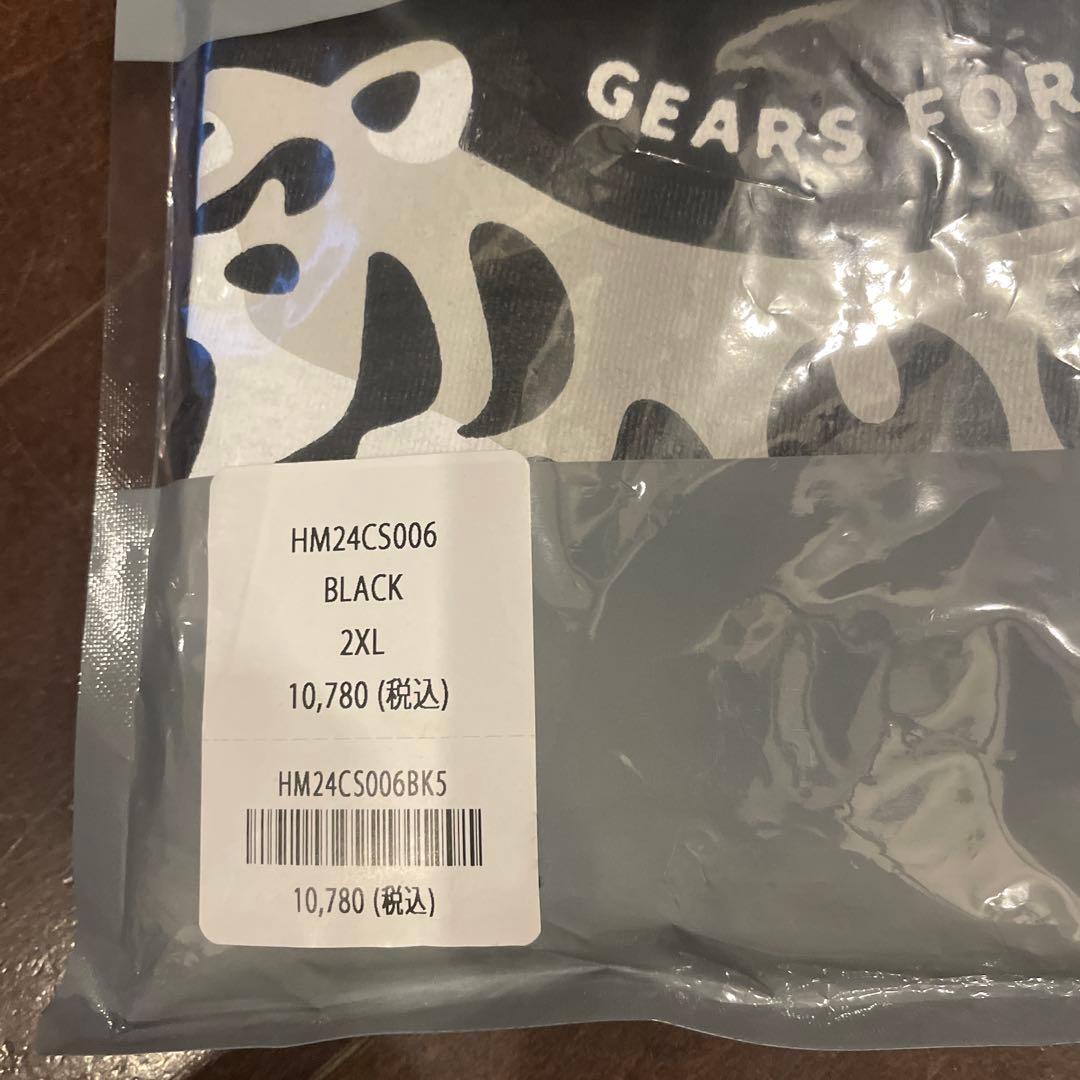 GEARS FOR
HM24CS006
BLACK
2XL
10,780 (税込)
HM24CS006BK5
10,780 (税込)